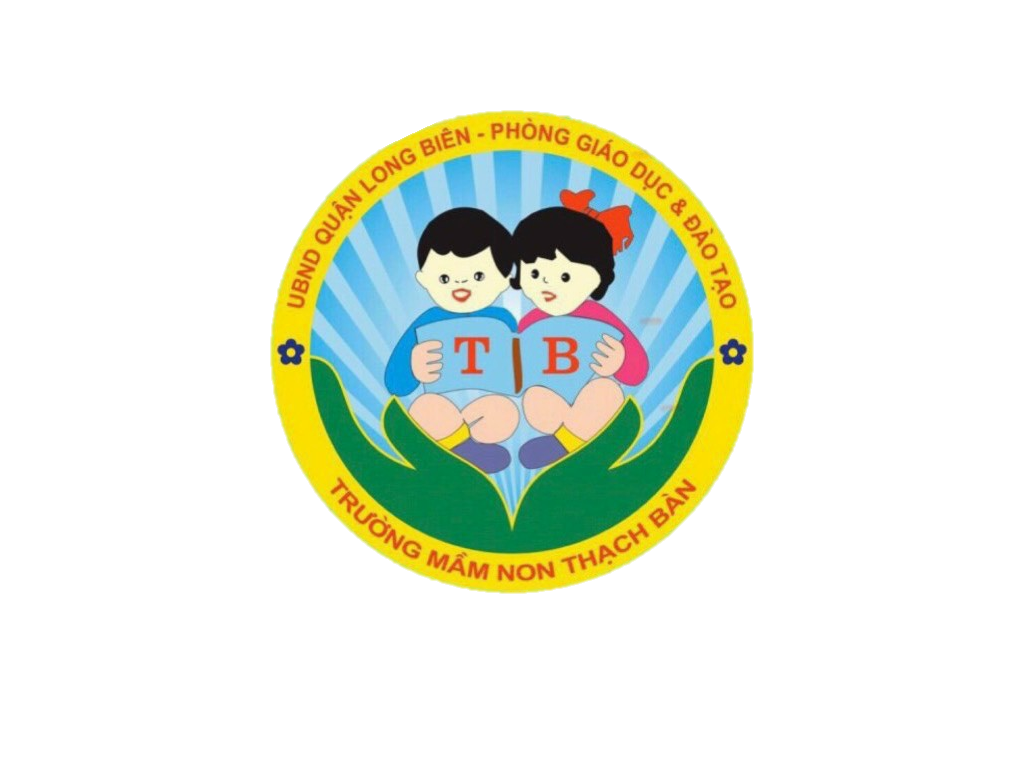 UBND QUẬN LONG BIÊN - PHÒNG GIÁO DỤC & ĐÀO TẠO
T B
TRƯỜNG MẦM NON THẠCH BÀN